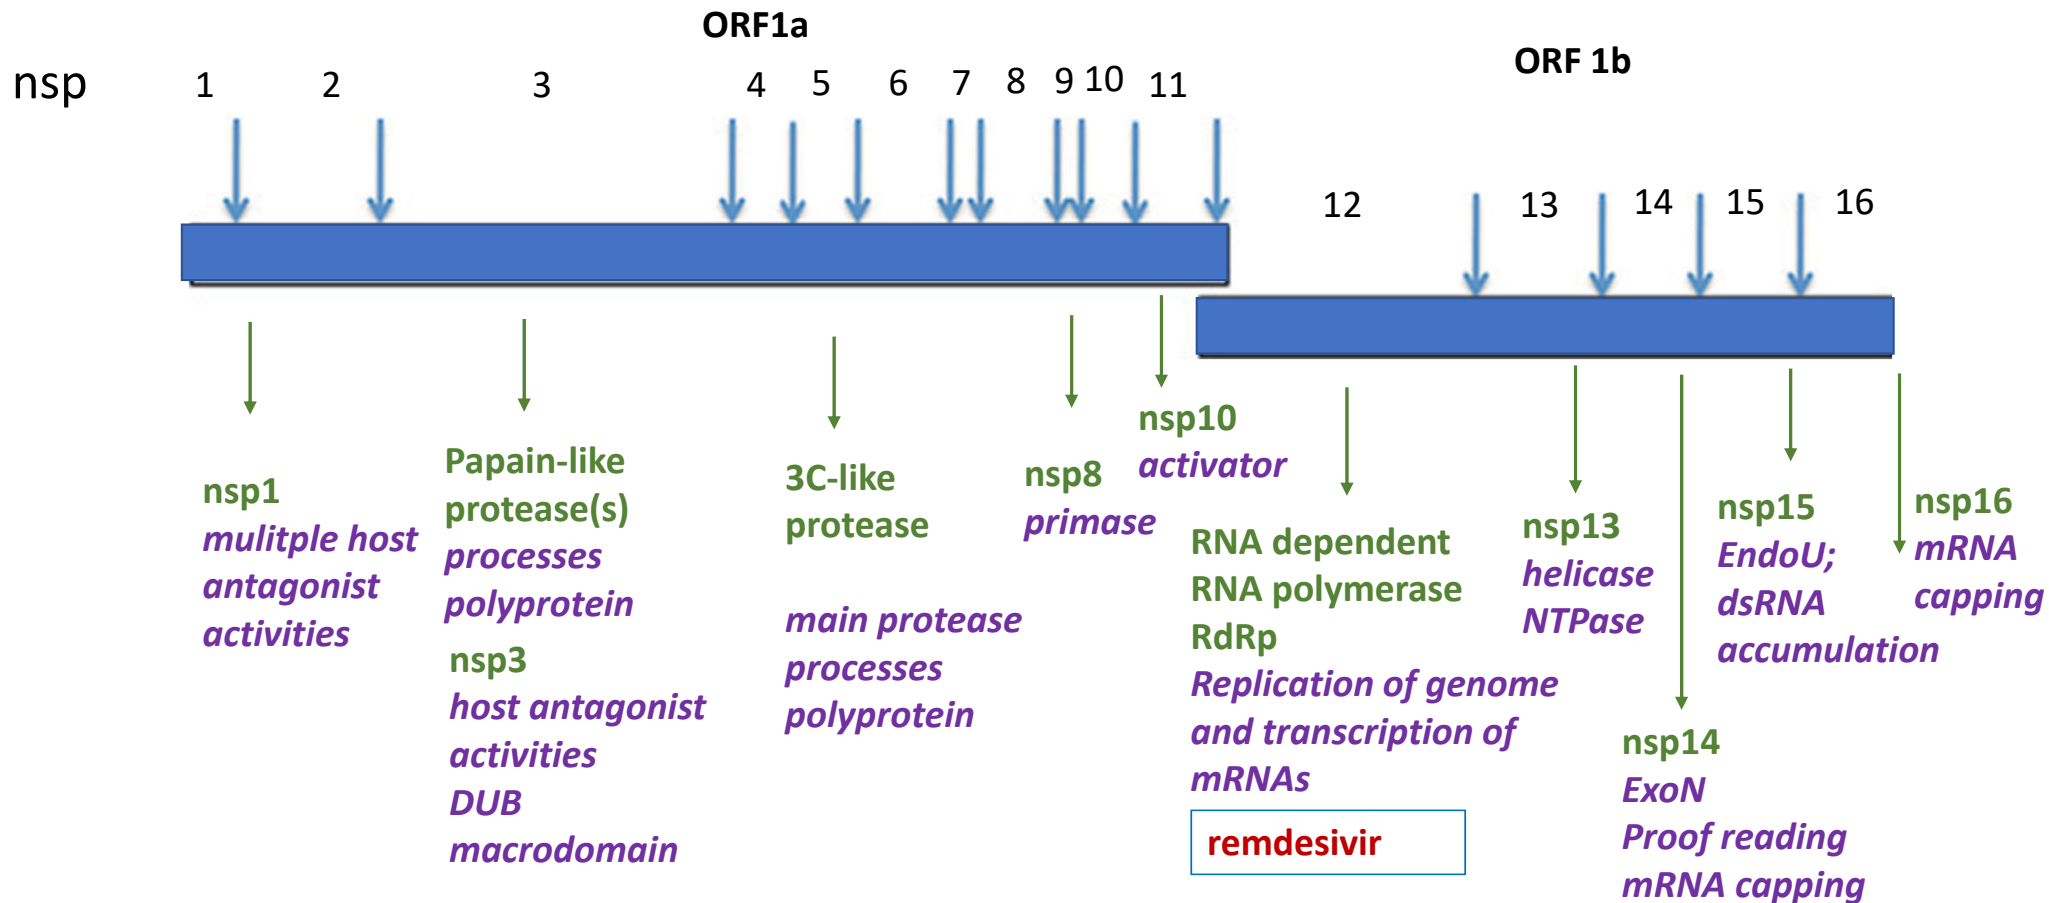 ORF1a
ORF 1b
nsp 1 2 3 4 5 6 7 8 9 10 11
12 13 14 15 16
nsp1
mulitple host
antagonist
activities
Papain-like
protease(s)
processes
polyprotein
nsp3
host antagonist
activities
DUB
macrodomain
3C-like
protease
main protease
processes
polyprotein
nsp8
primase
nsp10
activator
RNA dependent
RNA polymerase
RdRp
Replication of genome
and transcription of
mRNAs
remdesivir
nsp13
helicase
NTPase
nsp14
ExoN
Proof reading
mRNA capping
nsp15
EndoU;
dsRNA
accumulation
nsp16
mRNA
capping